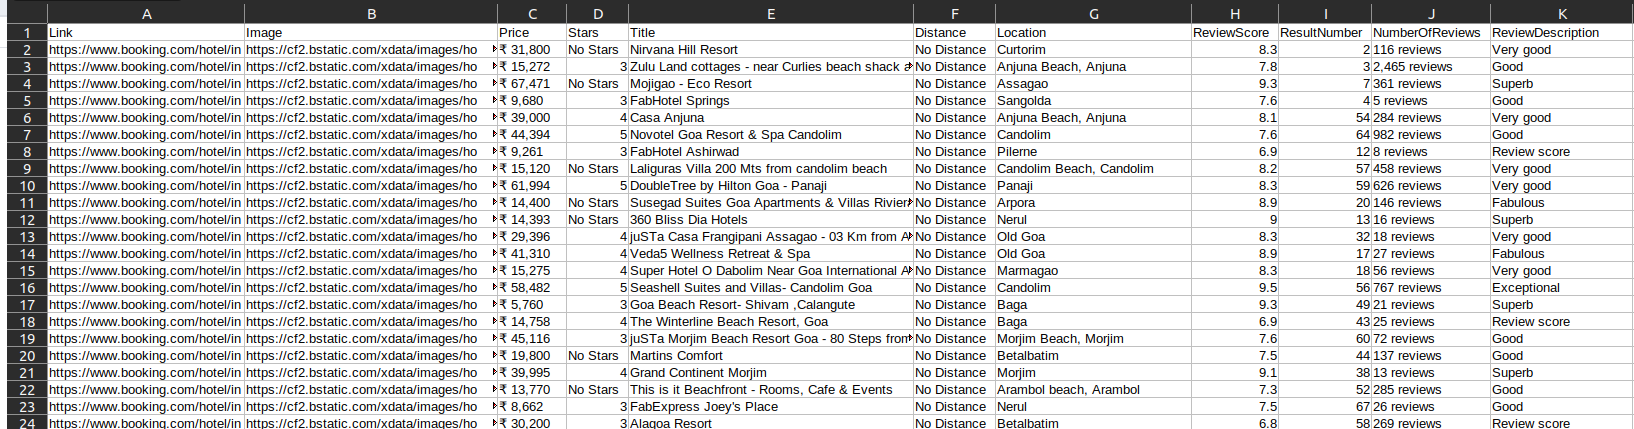 A B C D E F G H I J K
1 Link Image Price Stars Title Distance Location ReviewScore ResultNumber NumberOfReviews ReviewDescription
2 https://www.booking.com/hotel/in https://cf2.bstatic.com/xdata/images/ho ₹ 31,800 No Stars Nirvana Hill Resort No Distance Curtorim 8.3 2 116 reviews Very good
3 https://www.booking.com/hotel/in https://cf2.bstatic.com/xdata/images/ho ₹ 15,272 3 Zulu Land cottages - near Curlies beach shack a No Distance Anjuna Beach, Anjuna 7.8 3 2,465 reviews Good
4 https://www.booking.com/hotel/in https://cf2.bstatic.com/xdata/images/ho ₹ 67,471 No Stars Mojigao - Eco Resort No Distance Assagao 9.3 7 361 reviews Superb
5 https://www.booking.com/hotel/in https://cf2.bstatic.com/xdata/images/ho ₹ 9,680 3 FabHotel Springs No Distance Sangolda 7.6 4 5 reviews Good
6 https://www.booking.com/hotel/in https://cf2.bstatic.com/xdata/images/ho ₹ 39,000 4 Casa Anjuna No Distance Anjuna Beach, Anjuna 8.1 54 284 reviews Very good
7 https://www.booking.com/hotel/in https://cf2.bstatic.com/xdata/images/ho ₹ 44,394 5 Novotel Goa Resort & Spa Candolim No Distance Candolim 7.6 64 982 reviews Good
8 https://www.booking.com/hotel/in https://cf2.bstatic.com/xdata/images/ho ₹ 9,261 3 FabHotel Ashirwad No Distance Pilerne 6.9 12 8 reviews Review score
9 https://www.booking.com/hotel/in https://cf2.bstatic.com/xdata/images/ho ₹ 15,120 No Stars Laliguras Villa 200 Mts from candolim beach No Distance Candolim Beach, Candolim 8.2 57 458 reviews Very good
10 https://www.booking.com/hotel/in https://cf2.bstatic.com/xdata/images/ho ₹ 61,994 5 DoubleTree by Hilton Goa - Panaji No Distance Panaji 8.3 59 626 reviews Very good
11 https://www.booking.com/hotel/in https://cf2.bstatic.com/xdata/images/ho ₹ 14,400 No Stars Susegad Suites Goa Apartments & Villas Rivier No Distance Arpora 8.9 20 146 reviews Fabulous
12 https://www.booking.com/hotel/in https://cf2.bstatic.com/xdata/images/ho ₹ 14,393 No Stars 360 Bliss Dia Hotels No Distance Nerul 9 13 16 reviews Superb
13 https://www.booking.com/hotel/in https://cf2.bstatic.com/xdata/images/ho ₹ 29,396 4 juSTa Casa Frangipani Assagao - 03 Km from A No Distance Old Goa 8.3 32 18 reviews Very good
14 https://www.booking.com/hotel/in https://cf2.bstatic.com/xdata/images/ho ₹ 41,310 4 Veda5 Wellness Retreat & Spa No Distance Old Goa 8.9 17 27 reviews Fabulous
15 https://www.booking.com/hotel/in https://cf2.bstatic.com/xdata/images/ho ₹ 15,275 4 Super Hotel O Dabolim Near Goa International A No Distance Marmagao 8.3 18 56 reviews Very good
16 https://www.booking.com/hotel/in https://cf2.bstatic.com/xdata/images/ho ₹ 58,482 5 Seashell Suites and Villas- Candolim Goa No Distance Candolim 9.5 56 767 reviews Exceptional
17 https://www.booking.com/hotel/in https://cf2.bstatic.com/xdata/images/ho ₹ 5,760 3 Goa Beach Resort- Shivam ,Calangute No Distance Baga 9.3 49 21 reviews Superb
18 https://www.booking.com/hotel/in https://cf2.bstatic.com/xdata/images/ho ₹ 14,758 4 The Winterline Beach Resort, Goa No Distance Baga 6.9 43 25 reviews Review score
19 https://www.booking.com/hotel/in https://cf2.bstatic.com/xdata/images/ho ₹ 45,116 3 juSTa Morjim Beach Resort Goa - 80 Steps from No Distance Morjim Beach, Morjim 7.6 60 72 reviews Good
20 https://www.booking.com/hotel/in https://cf2.bstatic.com/xdata/images/ho ₹ 19,800 No Stars Martins Comfort No Distance Betalbatim 7.5 44 137 reviews Good
21 https://www.booking.com/hotel/in https://cf2.bstatic.com/xdata/images/ho ₹ 39,995 4 Grand Continent Morjim No Distance Morjim 9.1 38 13 reviews Superb
22 https://www.booking.com/hotel/in https://cf2.bstatic.com/xdata/images/ho ₹ 13,770 No Stars This is it Beachfront - Rooms, Cafe & Events No Distance Arambol beach, Arambol 7.3 52 285 reviews Good
23 https://www.booking.com/hotel/in https://cf2.bstatic.com/xdata/images/ho ₹ 8,662 3 FabExpress Joey's Place No Distance Nerul 7.5 67 26 reviews Good
24 https://www.booking.com/hotel/in https://cf2.bstatic.com/xdata/images/ho ₹ 30,200 3 Alagoa Resort No Distance Betalbatim 6.8 58 269 reviews Review score